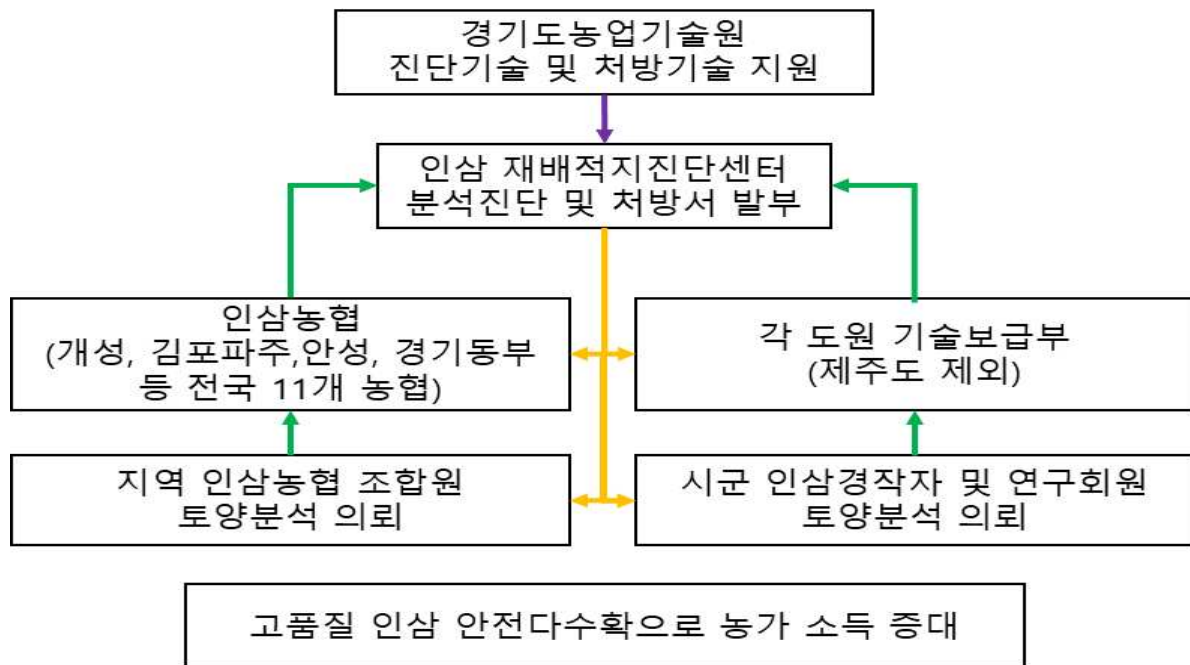 경기도농업기술원
진단기술 및 처방기술 지원
인삼 재배적지진단센터
분석진단 및 처방서 발부
인삼농협
(개성, 김포파주,안성, 경기동부
등 전국 11개 농협)
각 도원 기술보급부
(제주도 제외)
지역 인삼농협 조합원
토양분석 의뢰
시군 인삼경작자 및 연구회원
토양분석 의뢰
고품질 인삼 안전다수확으로 농가 소득 증대